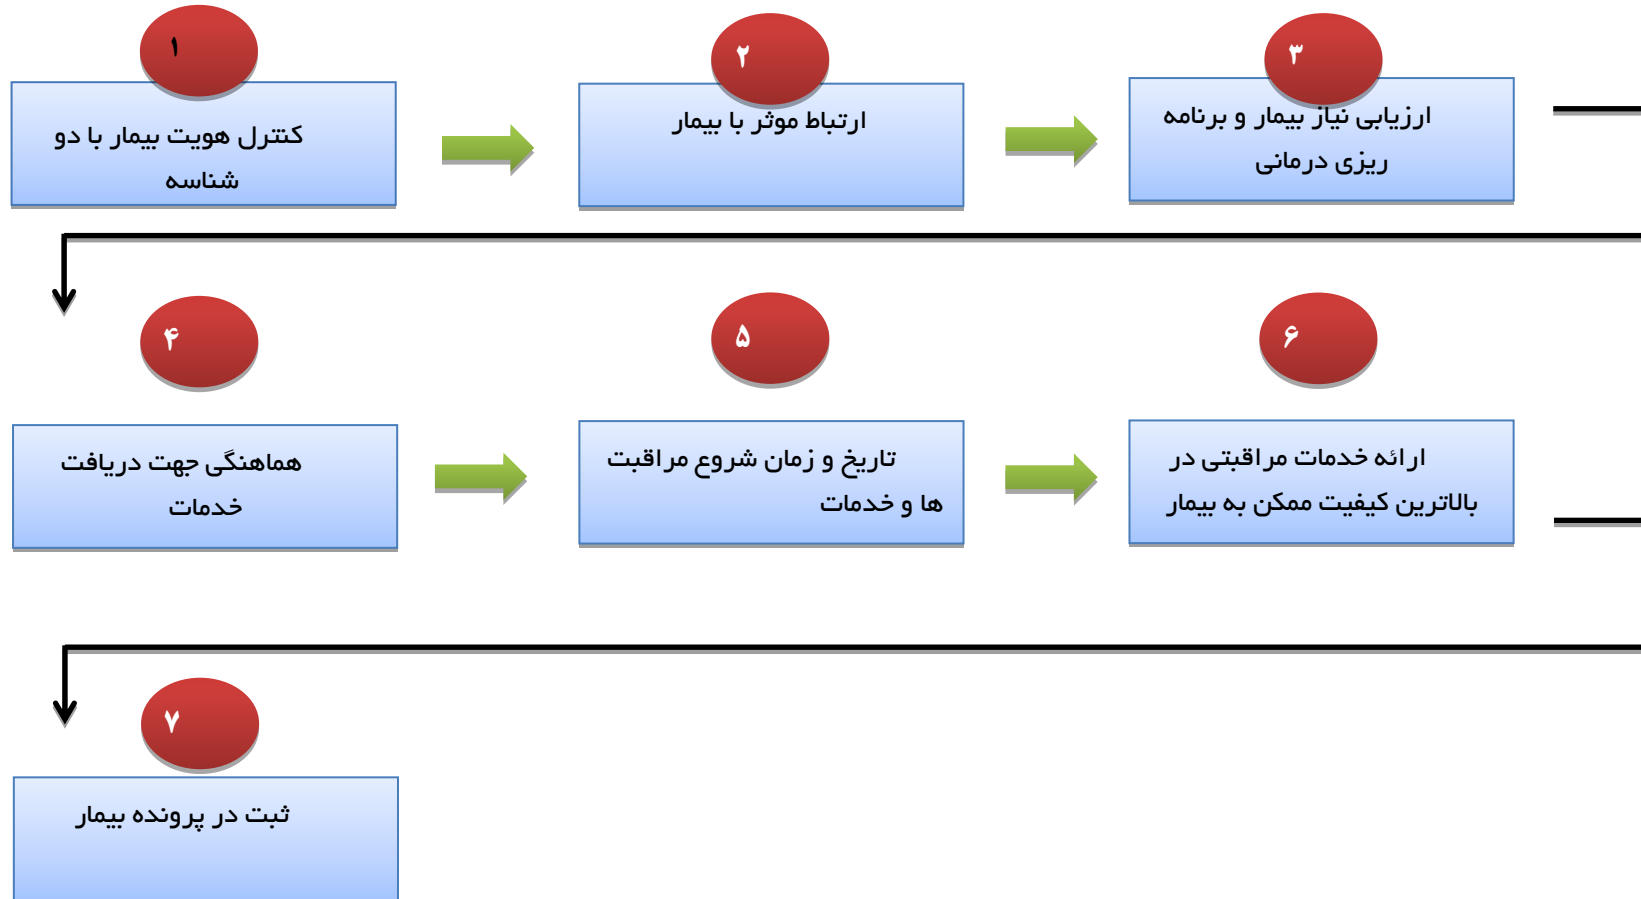 ۱
کنترل هویت بیمار با دو
شناسه
۲
ارتباط موثر با بیمار
۳
ارزیابی نیاز بیمار و برنامه
ریزی درمانی
۴
هماهنگی جهت دریافت
خدمات
۵
تاریخ و زمان شروع مراقبت
ها و خدمات
۶
ارائه خدمات مراقبتی در
بالاترین کیفیت ممکن به بیمار
۷
ثبت در پرونده بیمار